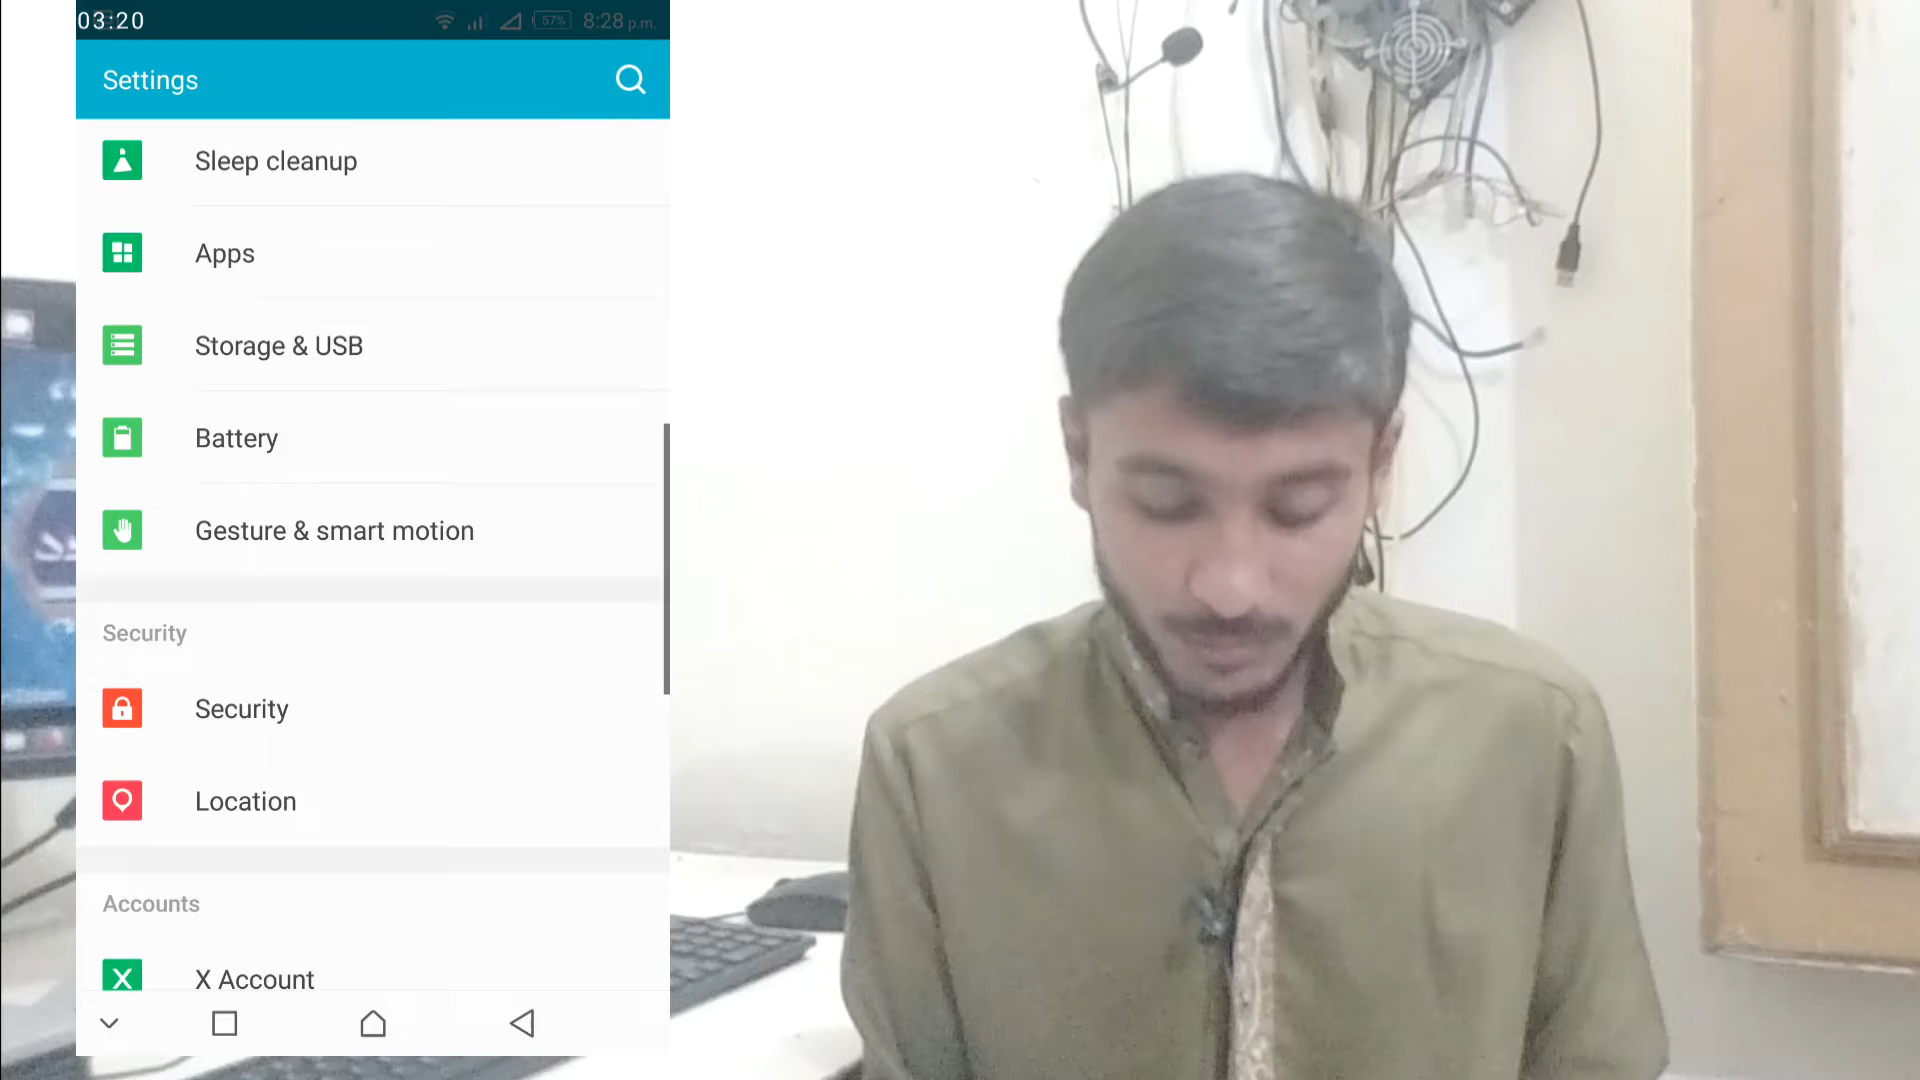 03:20 57% 8:28 p.m.
Settings
Sleep cleanup
Apps
Storage & USB
Battery
Gesture & smart motion
Security
Security
Location
Accounts
X Account